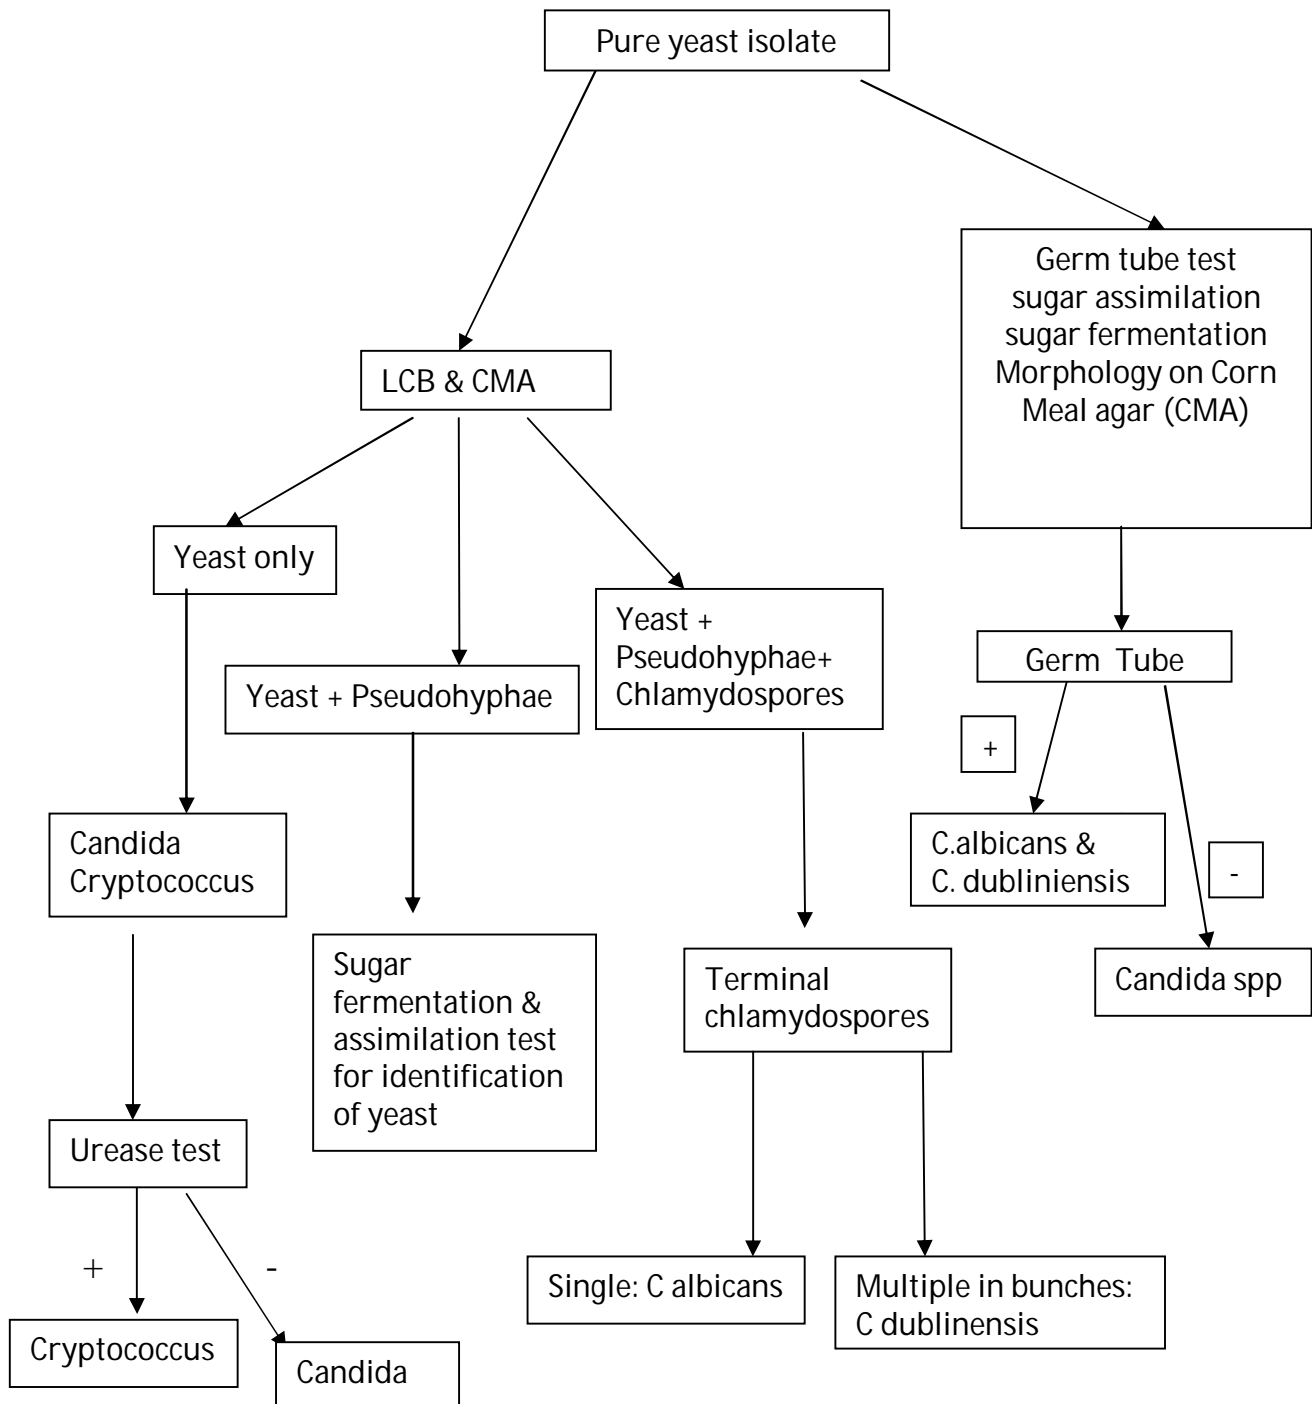 Pure yeast isolate
Germ tube test
sugar assimilation
sugar fermentation
Morphology on Corn
Meal agar (CMA)
LCB & CMA
Yeast only
Yeast +
Pseudohyphae+
Chlamydospores
Germ Tube
Yeast + Pseudohyphae
+
Candida
Cryptococcus
C.albicans &
C. dubliniensis
-
Sugar
fermentation &
assimilation test
for identification
of yeast
Terminal
chlamydospores
Candida spp
Urease test
+
-
Single: C albicans
Multiple in bunches:
C dublinensis
Cryptococcus
Candida